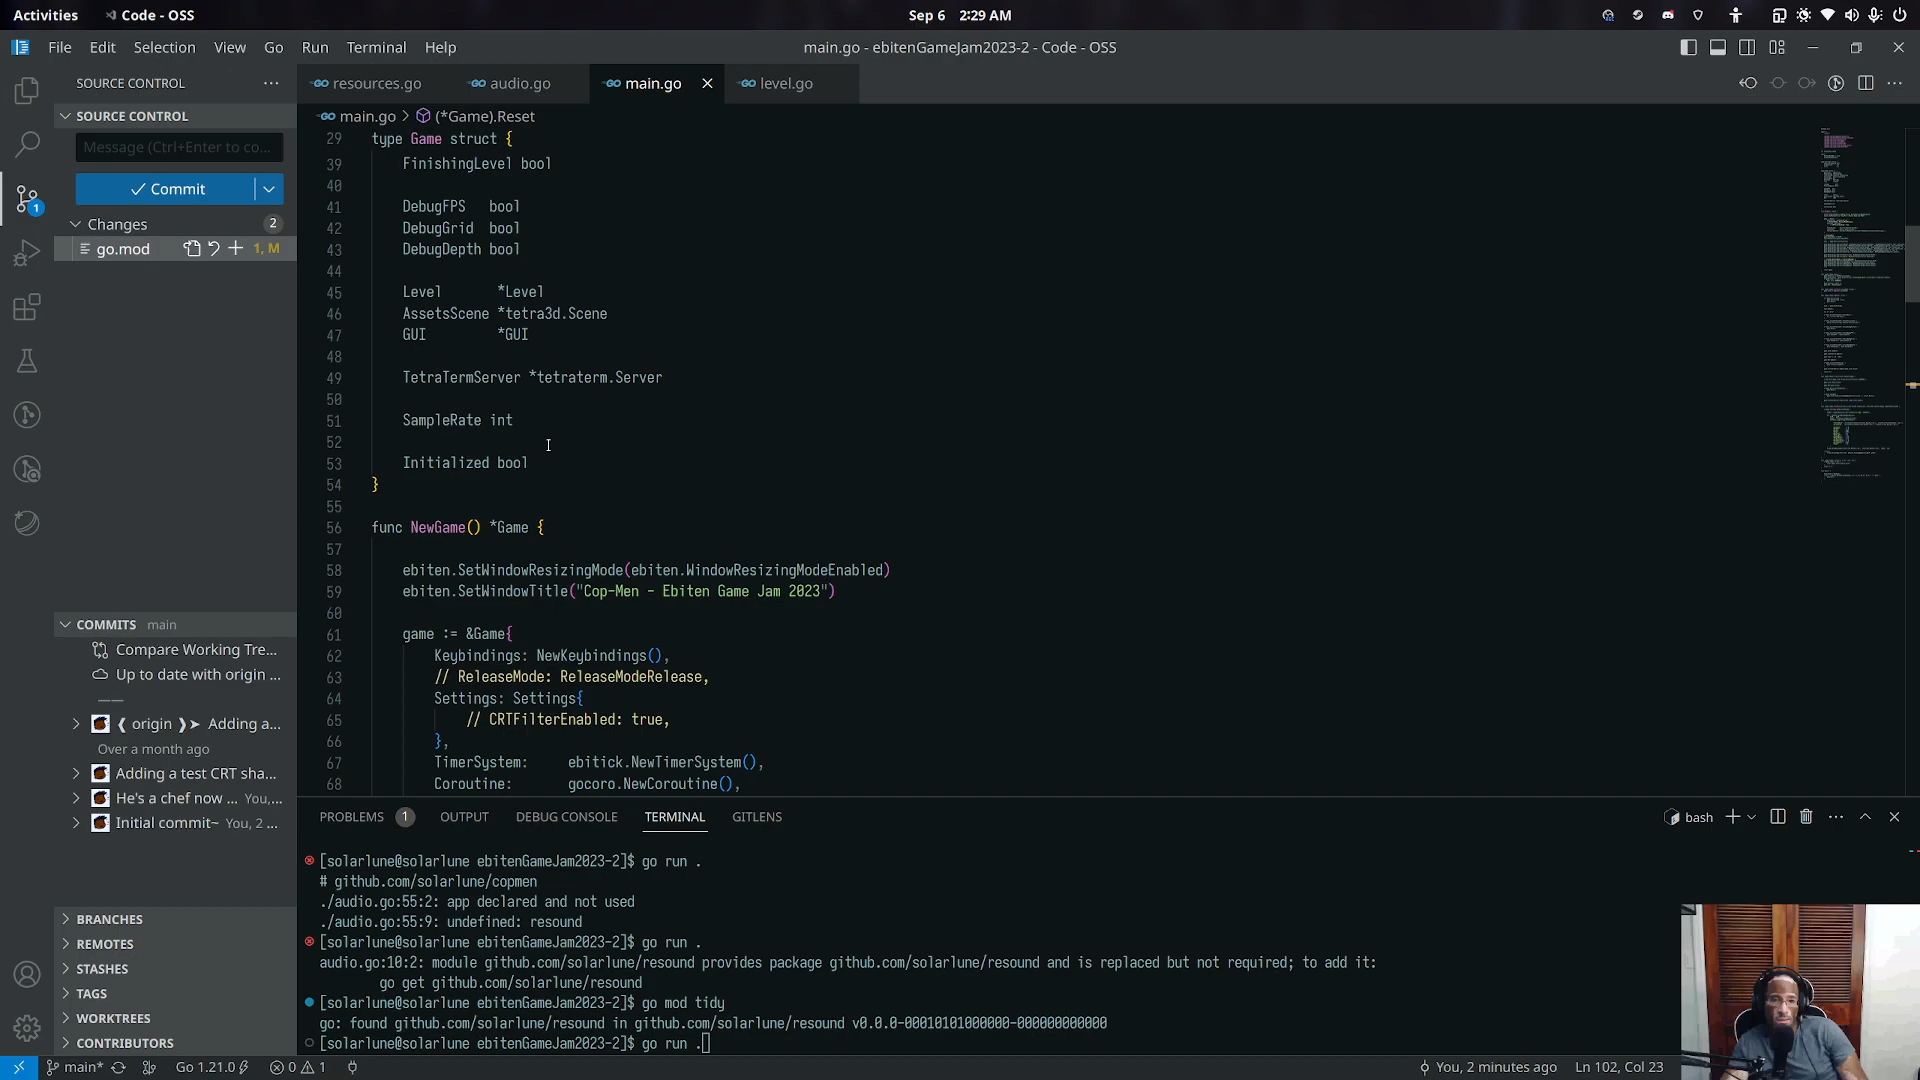 Activities
Code - OSS
Sep 6 2:29 AM
File Edit Selection View Go Run Terminal Help
main.go - ebitenGameJam2023-2 - Code - OSS
SOURCE CONTROL
resources.go
audio.go
main.go
level.go
SOURCE CONTROL
Message (Ctrl+Enter to co...
Commit
Changes 2
go.mod 1, M
1
COMMITS main
Compare Working Tre...
Up to date with origin ...
origin Adding a...
Over a month ago
Adding a test CRT sha...
He's a chef now ... You,...
Initial commit~ You, 2 ...
BRANCHES
REMOTES
STASHES
TAGS
WORKTREES
CONTRIBUTORS
main.go > (*Game).Reset
29 type Game struct {
39 FinishingLevel bool
40
41 DebugFPS bool
42 DebugGrid bool
43 DebugDepth bool
44
45 Level *Level
46 AssetsScene *tetra3d.Scene
47 GUI *GUI
48
49 TetraTermServer *tetraterm.Server
50
51 SampleRate int
52
53 Initialized bool
54 }
55
56 func NewGame() *Game {
57
58 ebiten.SetWindowResizingMode(ebiten.WindowResizingModeEnabled)
59 ebiten.SetWindowTitle("Cop-Men - Ebiten Game Jam 2023")
60
61 game := &Game{
62 Keybindings: NewKeybindings(),
63 // ReleaseMode: ReleaseModeRelease,
64 Settings: Settings{
65 // CRTFilterEnabled: true,
66 },
67 TimerSystem: ebitick.NewTimerSystem(),
68 Coroutine: gocoro.NewCoroutine(),
PROBLEMS 1 OUTPUT DEBUG CONSOLE TERMINAL GITLENS
bash
[solarlune@solarlune ebitenGameJam2023-2]$ go run .
# github.com/solarlune/copmen
./audio.go:55:2: app declared and not used
./audio.go:55:9: undefined: resound
[solarlune@solarlune ebitenGameJam2023-2]$ go run .
audio.go:10:2: module github.com/solarlune/resound provides package github.com/solarlune/resound and is replaced but not required; to add it:
go get github.com/solarlune/resound
[solarlune@solarlune ebitenGameJam2023-2]$ go mod tidy
go: found github.com/solarlune/resound in github.com/solarlune/resound v0.0.0-00010101000000-000000000000
[solarlune@solarlune ebitenGameJam2023-2]$ go run .
main*
Go 1.21.0
0 1
You, 2 minutes ago
Ln 102, Col 23